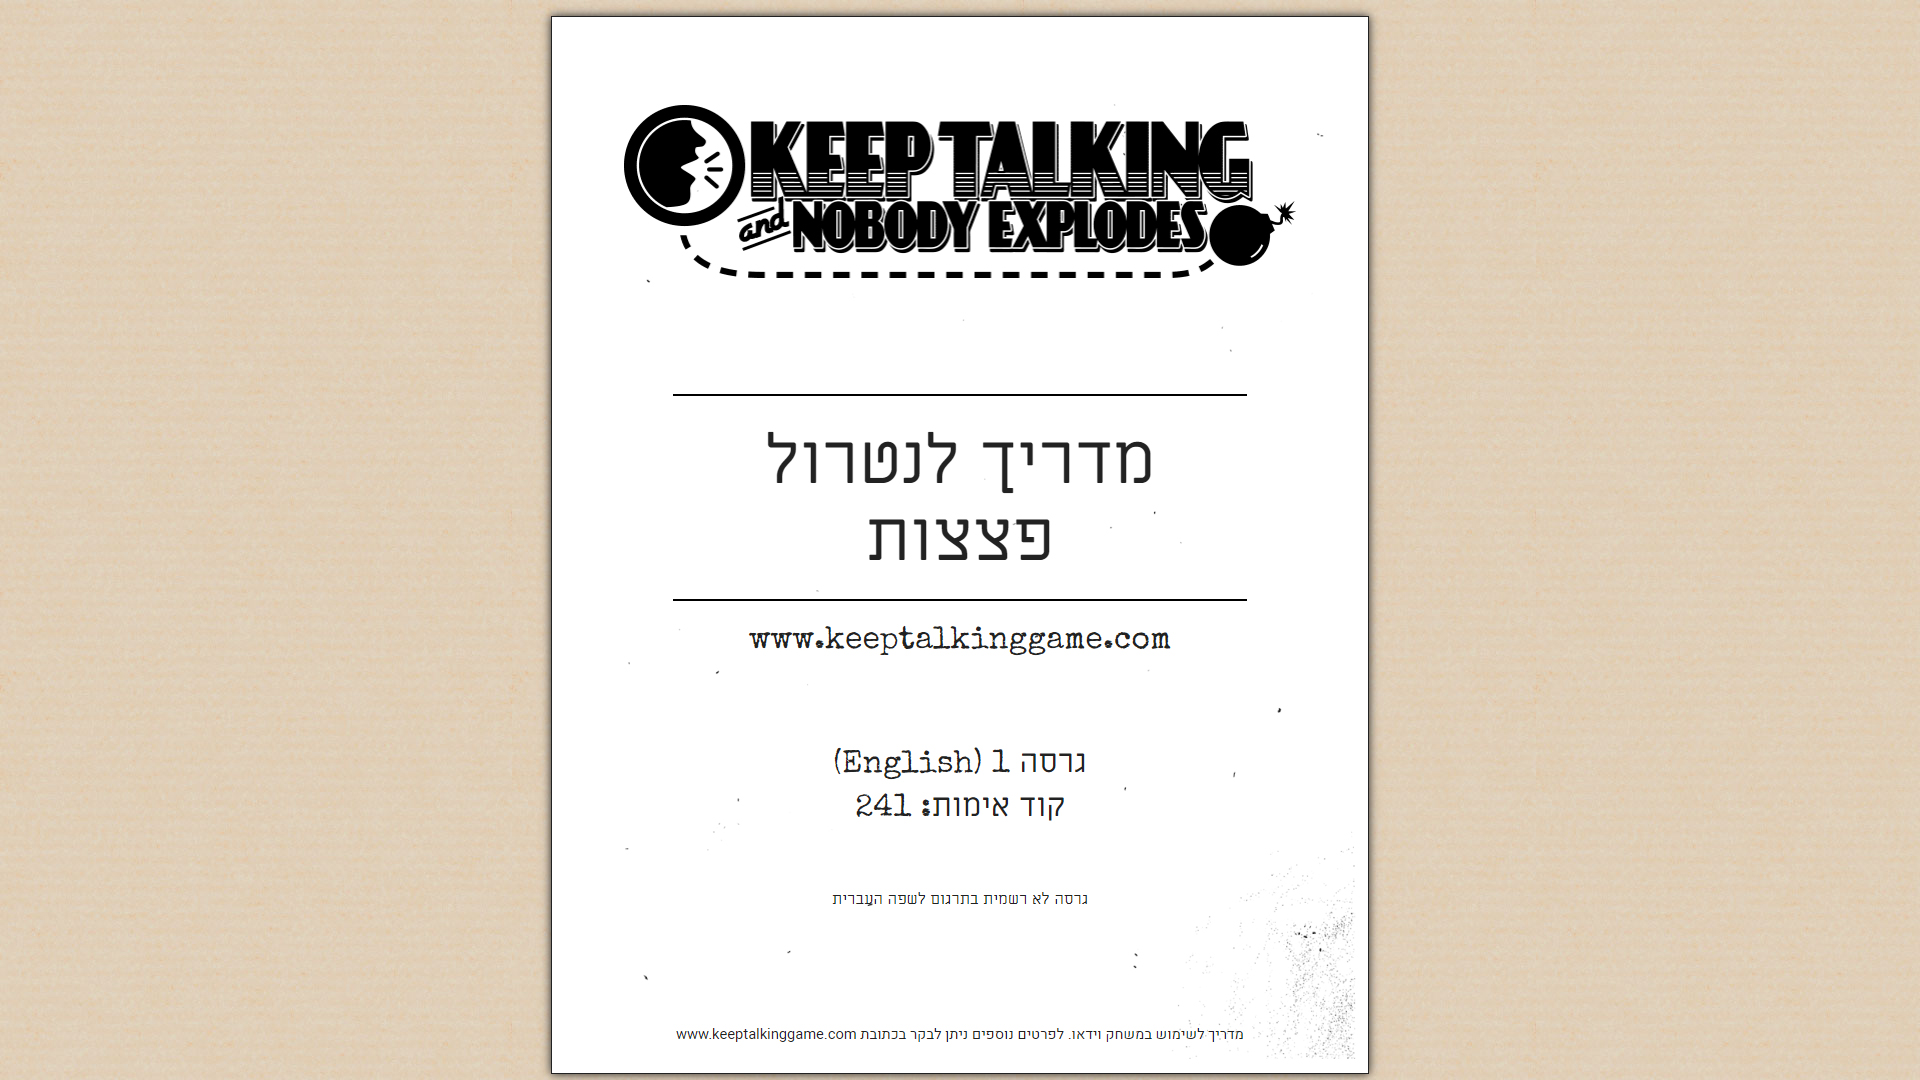 KEEP TALKING
and NOBODY EXPLODES
מדריך לנטרול
פצצות
www.keeptalkinggame.com
גרסה 1 (English)
קוד אימות: 241
גרסה לא רשמית בתרגום לשפה העברית
מדריך לשימוש במשחק וידאו. לפרטים נוספים ניתן לבקר בכתובת www.keeptalkinggame.com